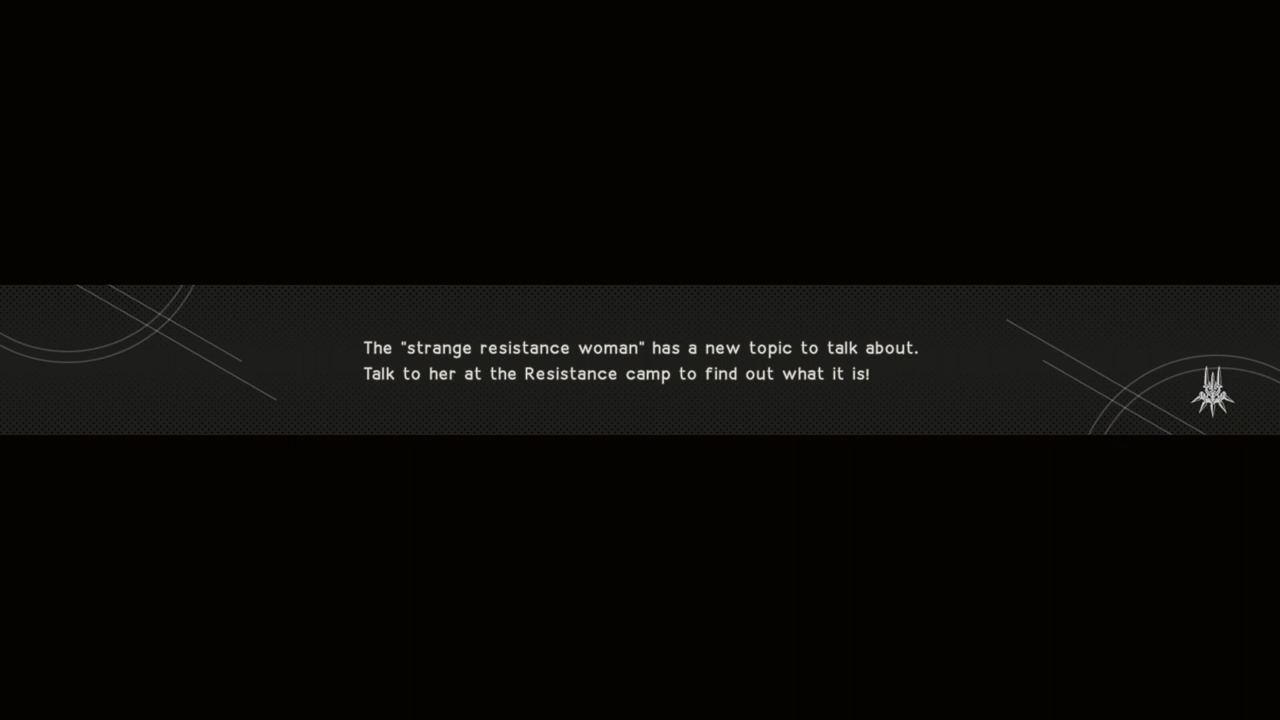 The "strange resistance woman" has a new topic to talk about.
Talk to her at the Resistance camp to find out what it is!